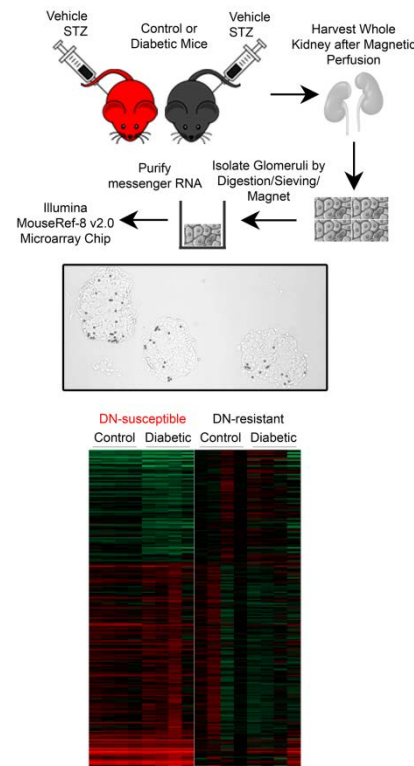 Vehicle
STZ
Control or
Diabetic Mice
Vehicle
STZ
Harvest Whole
Kidney after Magnetic
Perfusion
Isolate Glomeruli by
Digestion/Sieving/
Magnet
Purify
messenger RNA
Illumina
MouseRef-8 v2.0
Microarray Chip
DN-susceptible
DN-resistant
Control
Diabetic
Control
Diabetic